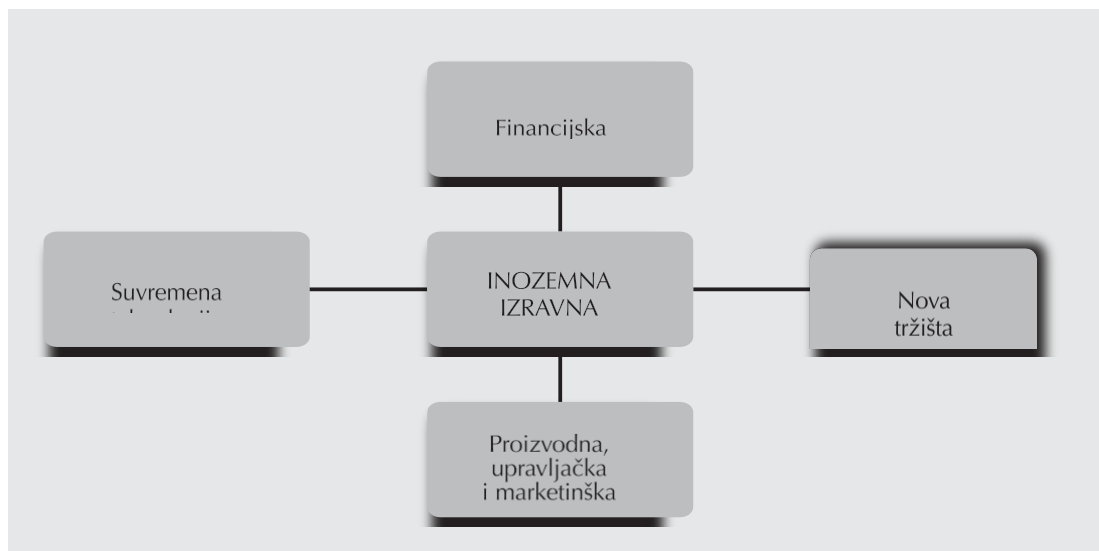 Financijska
Suvremena
INOZEMNA
IZRAVNA
Nova
tržišta
Proizvodna,
upravljačka
i marketinška